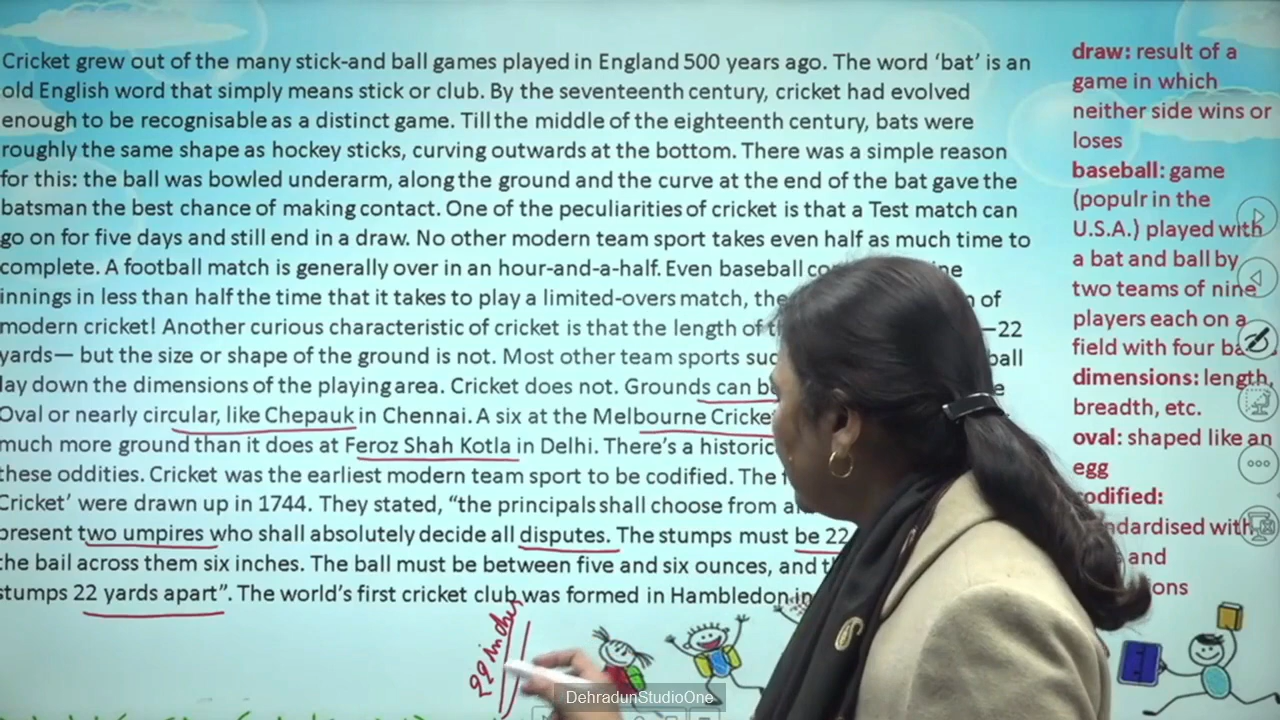 Cricket grew out of the many stick-and ball games played in England 500 years ago. The word ‘bat’ is an
old English word that simply means stick or club. By the seventeenth century, cricket had evolved
enough to be recognisable as a distinct game. Till the middle of the eighteenth century, bats were
roughly the same shape as hockey sticks, curving outwards at the bottom. There was a simple reason
for this: the ball was bowled underarm, along the ground and the curve at the end of the bat gave the
batsman the best chance of making contact. One of the peculiarities of cricket is that a Test match can
go on for five days and still end in a draw. No other modern team sport takes even half as much time to
complete. A football match is generally over in an hour-and-a-half. Even baseball
innings in less than half the time that it takes to play a limited-overs match, the of
modern cricket! Another curious characteristic of cricket is that the length of –22
yards— but the size or shape of the ground is not. Most other team sports
lay down the dimensions of the playing area. Cricket does not. Grounds can
Oval or nearly circular, like Chepauk in Chennai. A six at the Melbourne
much more ground than it does at Feroz Shah Kotla in Delhi. There’s a
these oddities. Cricket was the earliest modern team sport to be codified. The
Cricket’ were drawn up in 1744. They stated, “the principals shall choose from
present two umpires who shall absolutely decide all disputes. The stumps must be 22
the bail across them six inches. The ball must be between five and six ounces, and
stumps 22 yards apart”. The world’s first cricket club was formed in Hambledon in
22 inches
draw: result of a
game in which
neither side wins or
loses
baseball: game
(populr in the
U.S.A.) played with
a bat and ball by
two teams of nine
players each on a
field with four
dimensions: length,
breadth, etc.
oval: shaped like an
egg
codified:
with
and
DehradunStudioOne